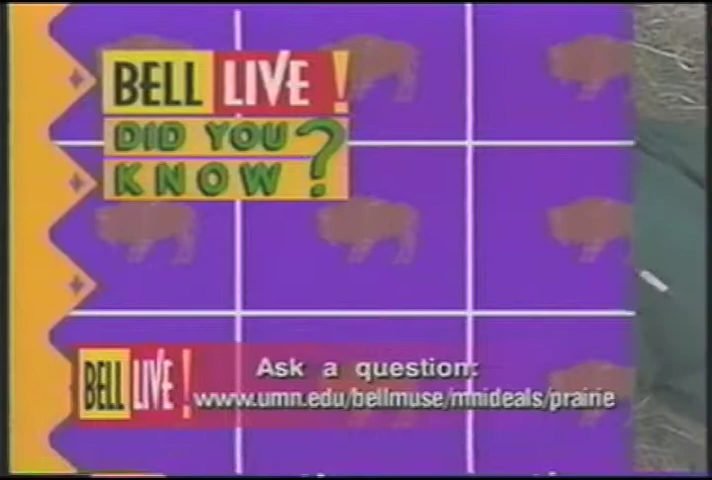 BELL LIVE!
DID YOU
KNOW?
BELL LIVE!
Ask a question:
www.umn.edu/bellmuse/mnideals/prairie